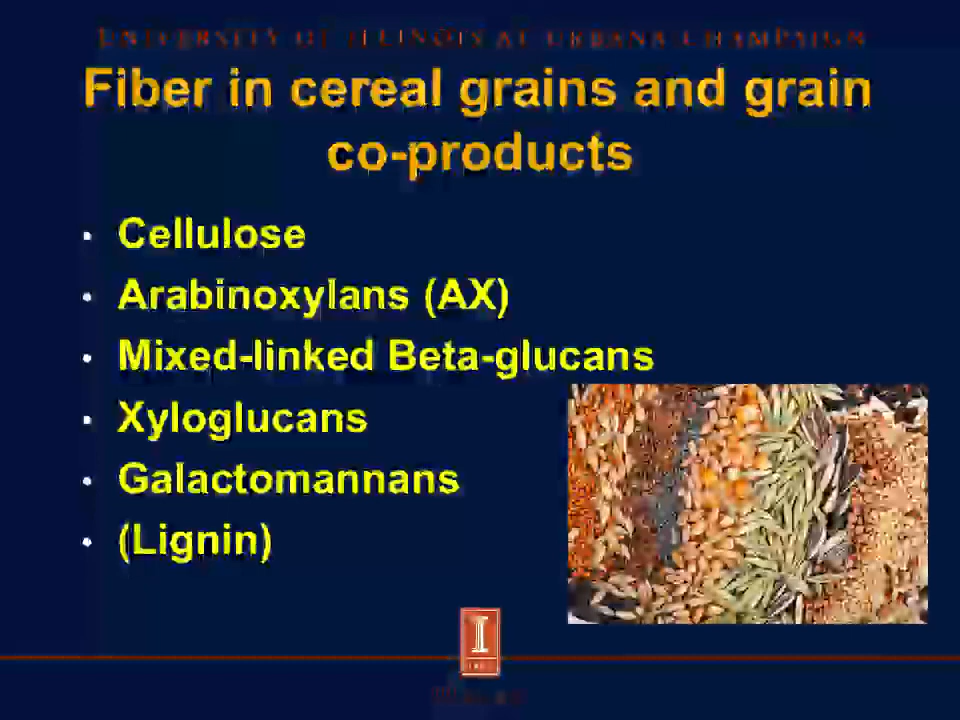 UNIVERSITY OF ILLINOIS AT URBANA-CHAMPAIGN
Fiber in cereal grains and grain
co-products
• Cellulose
• Arabinoxylans (AX)
• Mixed-linked Beta-glucans
• Xyloglucans
• Galactomannans
• (Lignin)
I